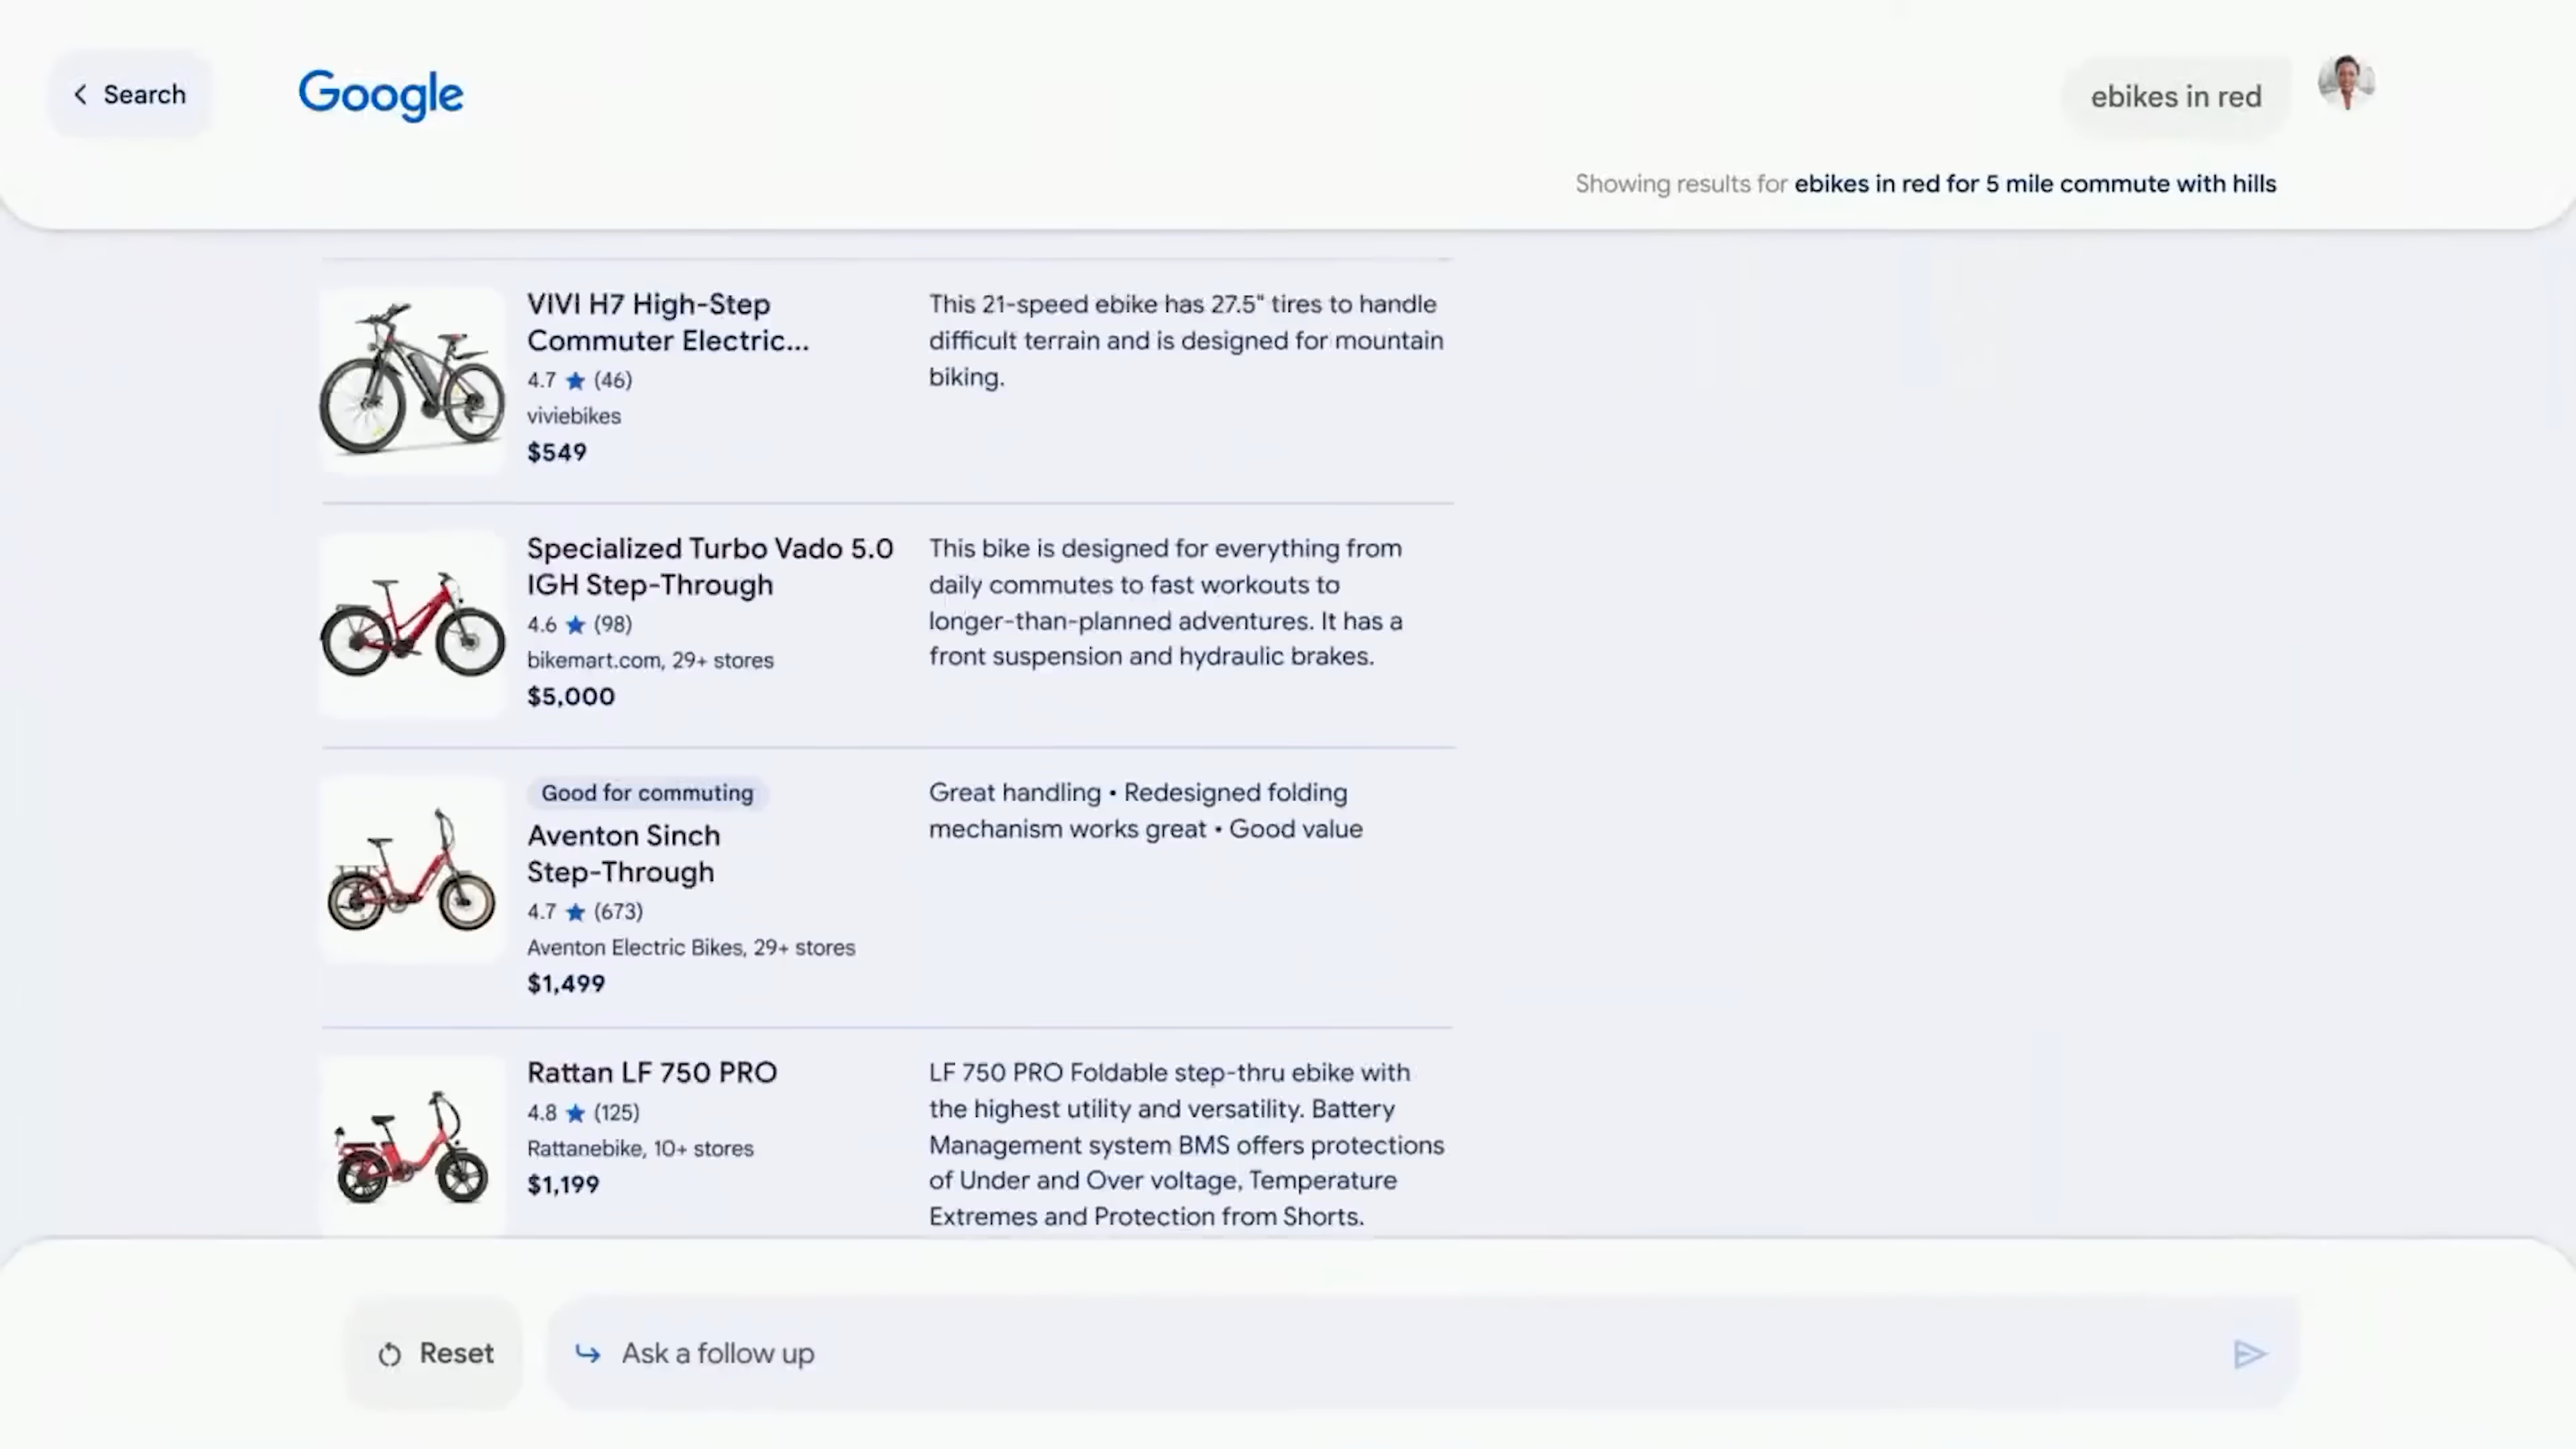 Search
Google
ebikes in red
Showing results for ebikes in red for 5 mile commute with hills
VIVI H7 High-Step
Commuter Electric...
4.7 ★ (46)
viviebikes
$549
This 21-speed ebike has 27.5" tires to handle
difficult terrain and is designed for mountain
biking.
Specialized Turbo Vado 5.0
IGH Step-Through
4.6 ★ (98)
bikemart.com, 29+ stores
$5,000
This bike is designed for everything from
daily commutes to fast workouts to
longer-than-planned adventures. It has a
front suspension and hydraulic brakes.
Good for commuting
Aventon Sinch
Step-Through
4.7 ★ (673)
Aventon Electric Bikes, 29+ stores
$1,499
Great handling • Redesigned folding
mechanism works great • Good value
Rattan LF 750 PRO
4.8 ★ (125)
Rattanebike, 10+ stores
$1,199
LF 750 PRO Foldable step-thru ebike with
the highest utility and versatility. Battery
Management system BMS offers protections
of Under and Over voltage, Temperature
Extremes and Protection from Shorts.
Reset
Ask a follow up